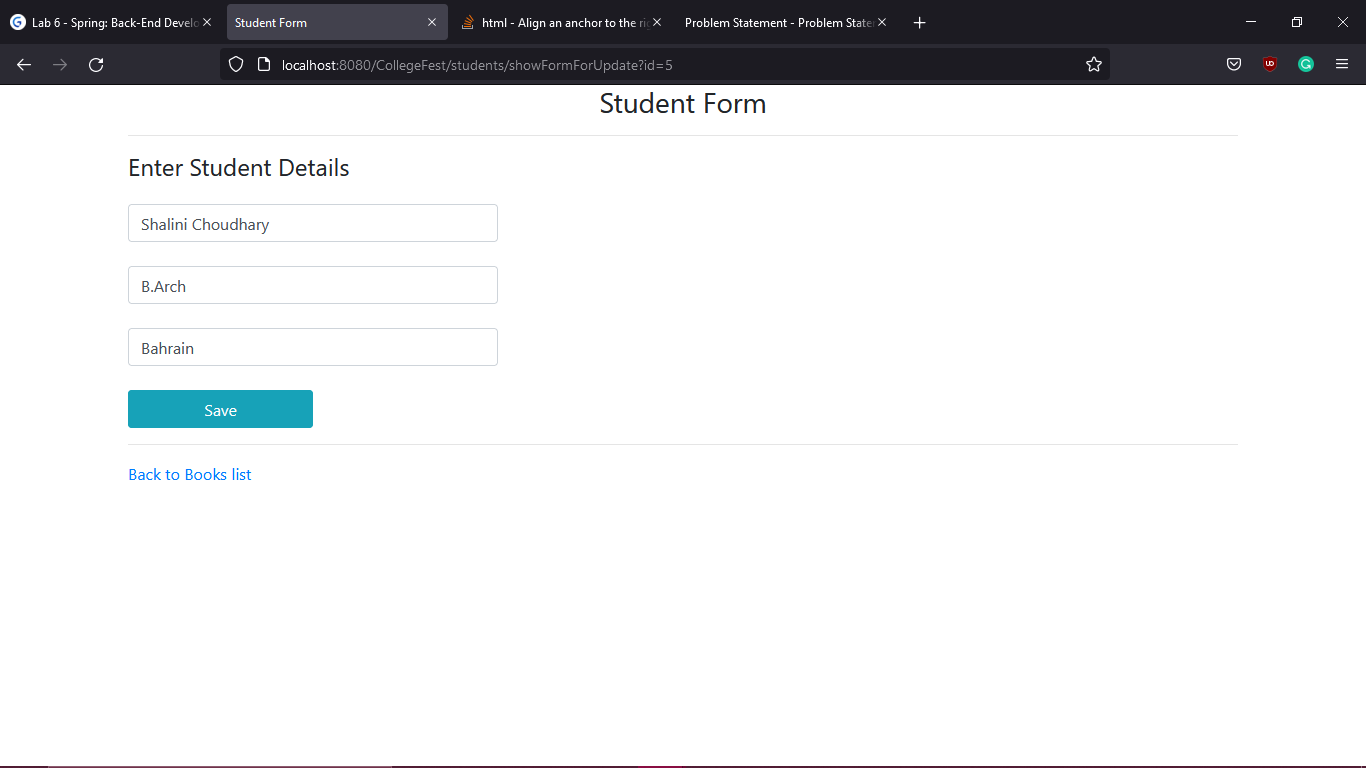 Lab 6 - Spring: Back-End Develo
Student Form
html - Align an anchor to the rig
Problem Statement - Problem State
localhost:8080/CollegeFest/students/showFormForUpdate?id=5
Student Form
Enter Student Details
Shalini Choudhary
B.Arch
Bahrain
Save
Back to Books list